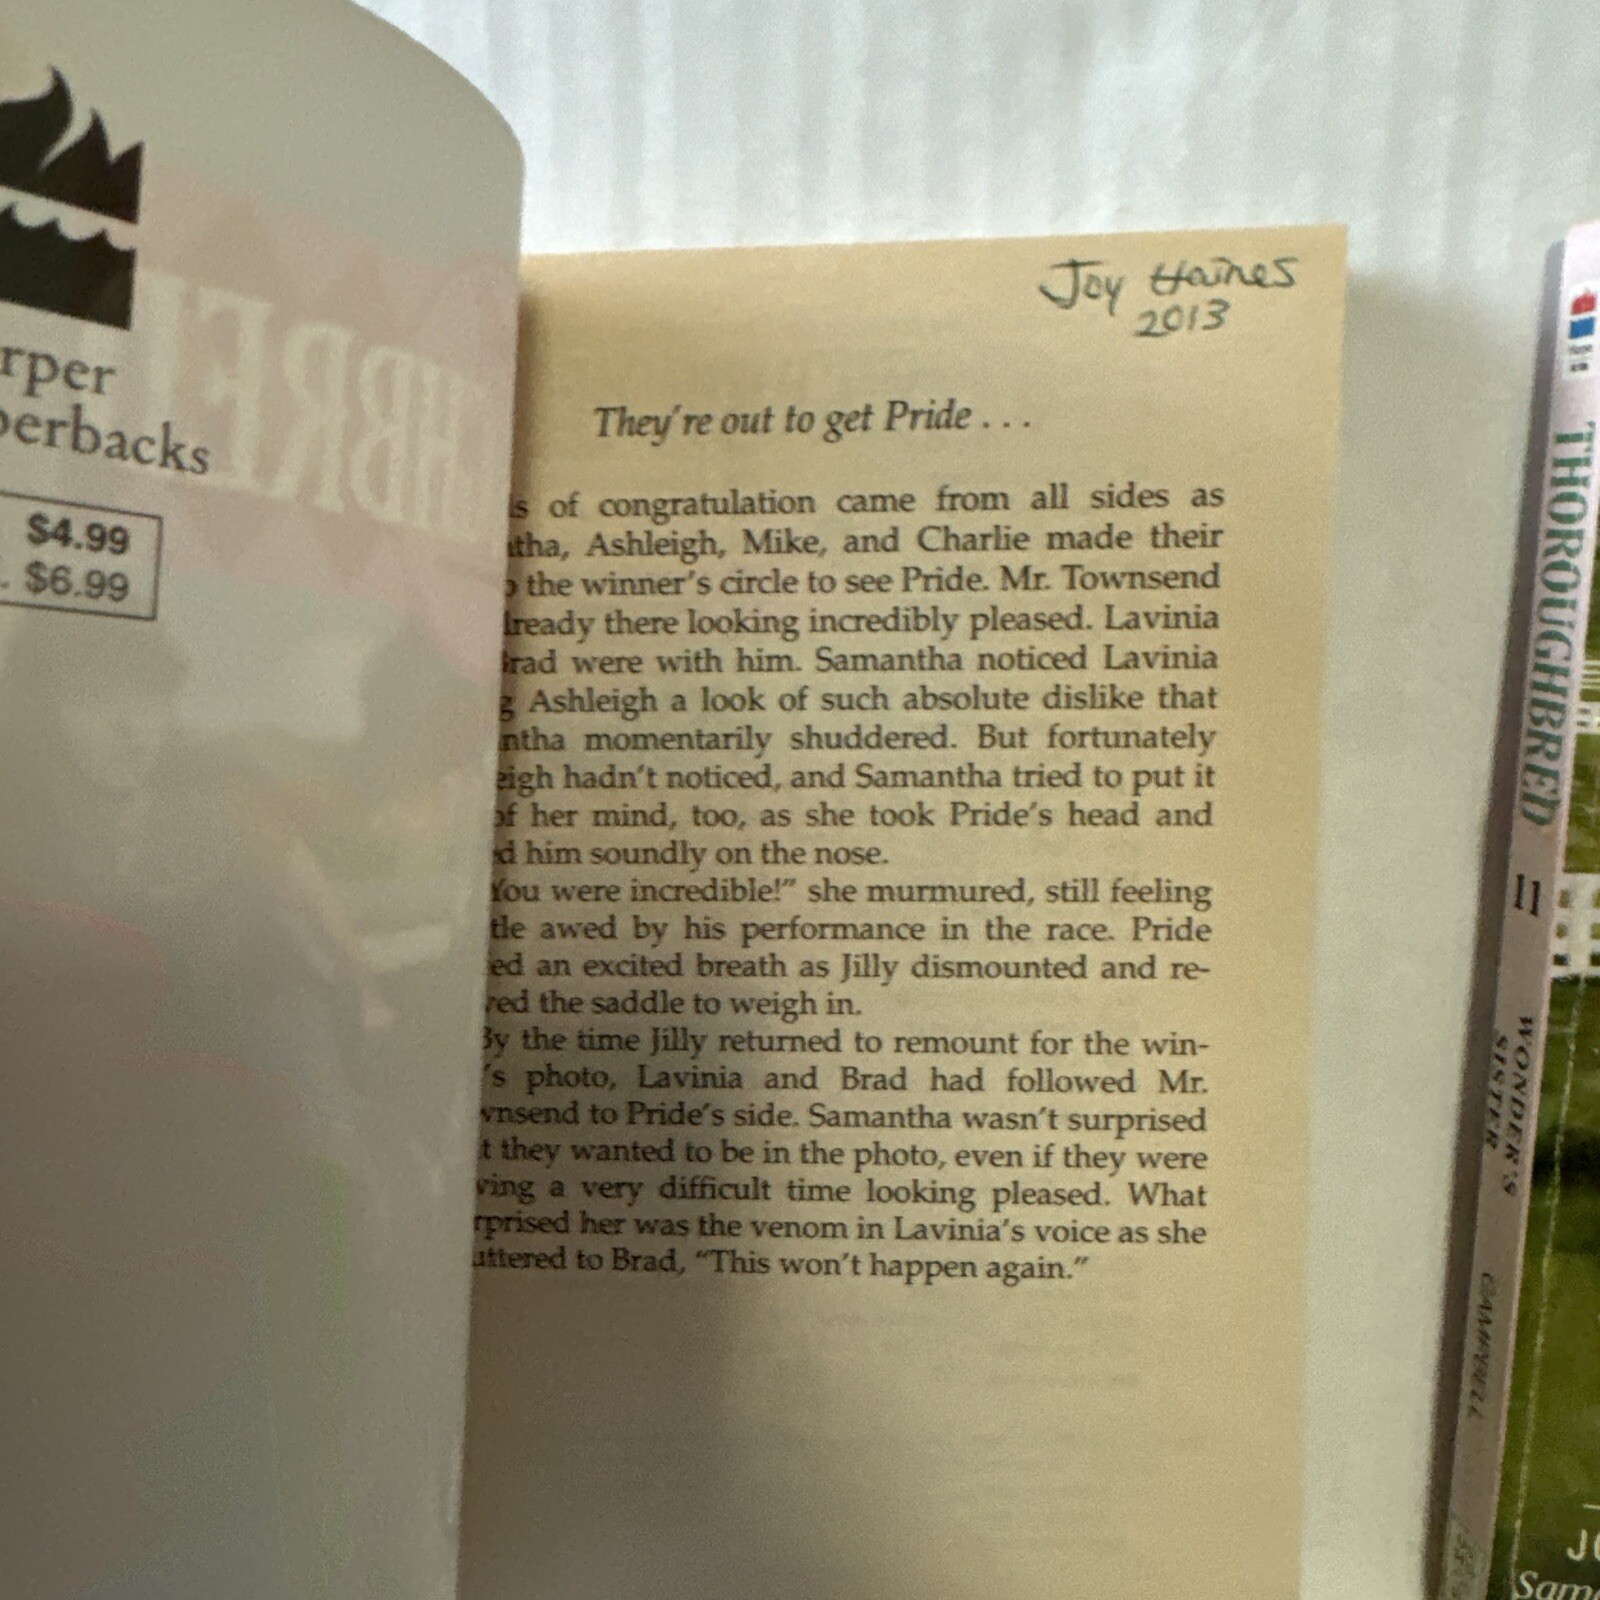 rper
perbacks
$4.99
$6.99
Joy Haines
2013
They're out to get Pride . . .
s of congratulation came from all sides as
tha, Ashleigh, Mike, and Charlie made their
the winner's circle to see Pride. Mr. Townsend
lready there looking incredibly pleased. Lavinia
Brad were with him. Samantha noticed Lavinia
g Ashleigh a look of such absolute dislike that
ntha momentarily shuddered. But fortunately
eigh hadn't noticed, and Samantha tried to put it
of her mind, too, as she took Pride's head and
d him soundly on the nose.
You were incredible!" she murmured, still feeling
tle awed by his performance in the race. Pride
ed an excited breath as Jilly dismounted and re-
red the saddle to weigh in.
By the time Jilly returned to remount for the win-
's photo, Lavinia and Brad had followed Mr.
wnsend to Pride's side. Samantha wasn't surprised
t they wanted to be in the photo, even if they were
ving a very difficult time looking pleased. What
rprised her was the venom in Lavinia's voice as she
uttered to Brad, "This won't happen again."
THOROUGHBRED
11
WONDER'S
SISTER
CAMPBELL
JO
Sam